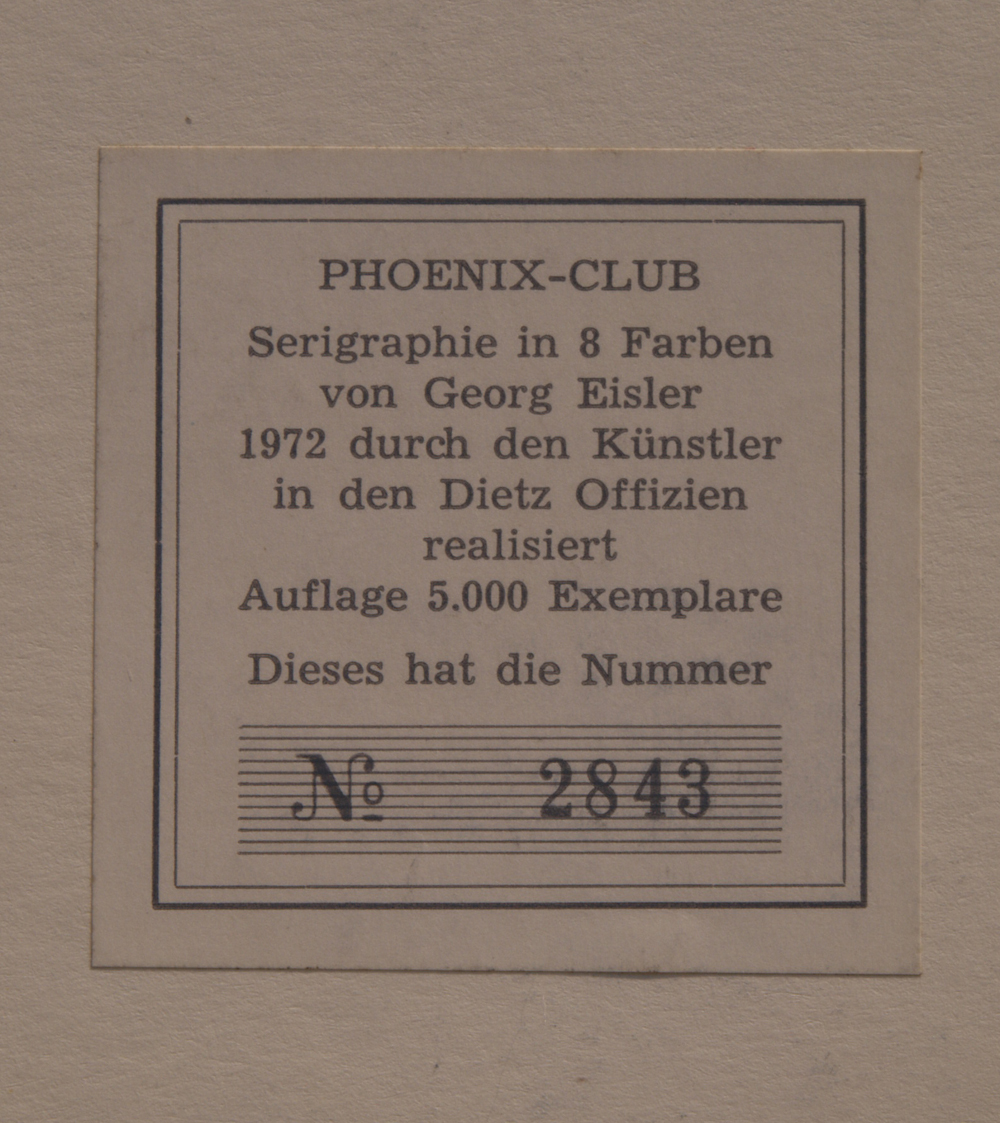 PHOENIX-CLUB
Serigraphie in 8 Farben
von Georg Eisler
1972 durch den Künstler
in den Dietz Offizien
realisiert
Auflage 5.000 Exemplare
Dieses hat die Nummer
№ 2843